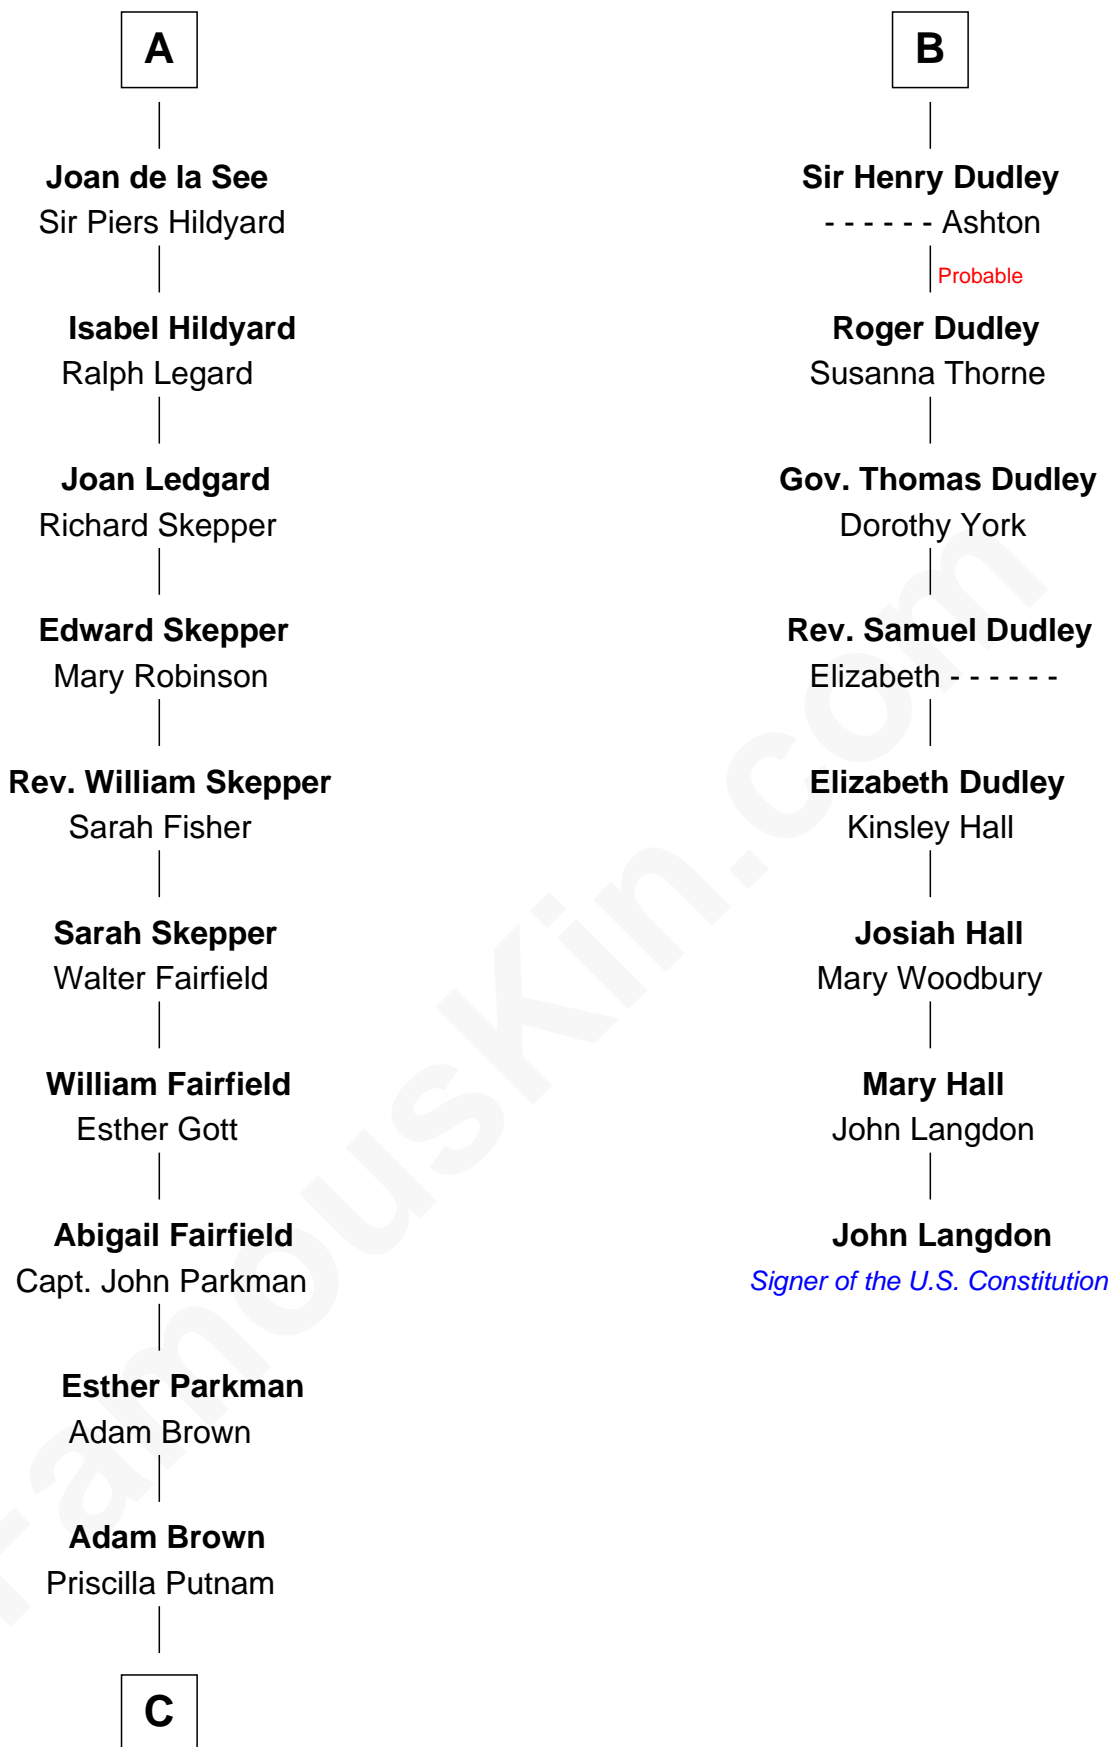 A
Joan de la See
Sir Piers Hildyard
Isabel Hildyard
Ralph Legard
Joan Ledgard
Richard Skepper
Edward Skepper
Mary Robinson
Rev. William Skepper
Sarah Fisher
Sarah Skepper
Walter Fairfield
William Fairfield
Esther Gott
Abigail Fairfield
Capt. John Parkman
Esther Parkman
Adam Brown
Adam Brown
Priscilla Putnam
C
B
Sir Henry Dudley
- - - - - - Ashton
Probable
Roger Dudley
Susanna Thorne
Gov. Thomas Dudley
Dorothy York
Rev. Samuel Dudley
Elizabeth - - - - - -
Elizabeth Dudley
Kinsley Hall
Josiah Hall
Mary Woodbury
Mary Hall
John Langdon
John Langdon
Signer of the U.S. Constitution
FamousKin.com